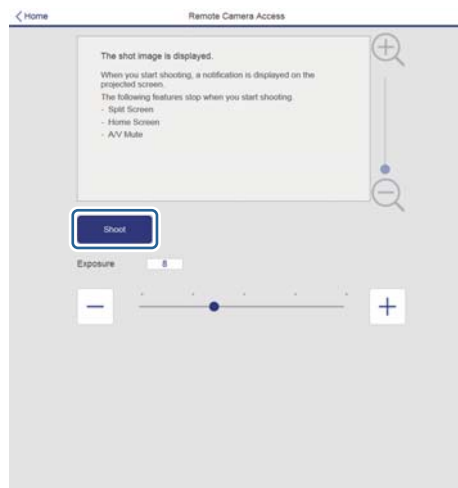 < Home
Remote Camera Access
The shot image is displayed.
When you start shooting, a notification is displayed on the
projected screen.
The following features stop when you start shooting.
- Split Screen
- Home Screen
- A/V Mute
Shoot
Exposure
8